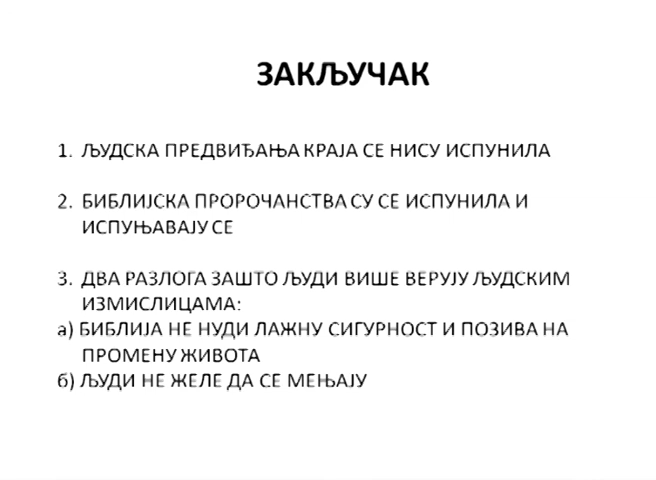 ЗАКЉУЧАК
1. ЉУДСКА ПРЕДВИЂАЊА КРАЈА СЕ НИСУ ИСПУНИЛА
2. БИБЛИЈСКА ПРОРОЧАНСТВА СУ СЕ ИСПУНИЛА И
ИСПУЊАВАЈУ СЕ
3. ДВА РАЗЛОГА ЗАШТО ЉУДИ ВИШЕ ВЕРУЈУ ЉУДСКИМ
ИЗМИСЛИЦАМА:
а) БИБЛИЈА НЕ НУДИ ЛАЖНУ СИГУРНОСТ И ПОЗИВА НА
ПРОМЕНУ ЖИВОТА
б) ЉУДИ НЕ ЖЕЛЕ ДА СЕ МЕЊАЈУ